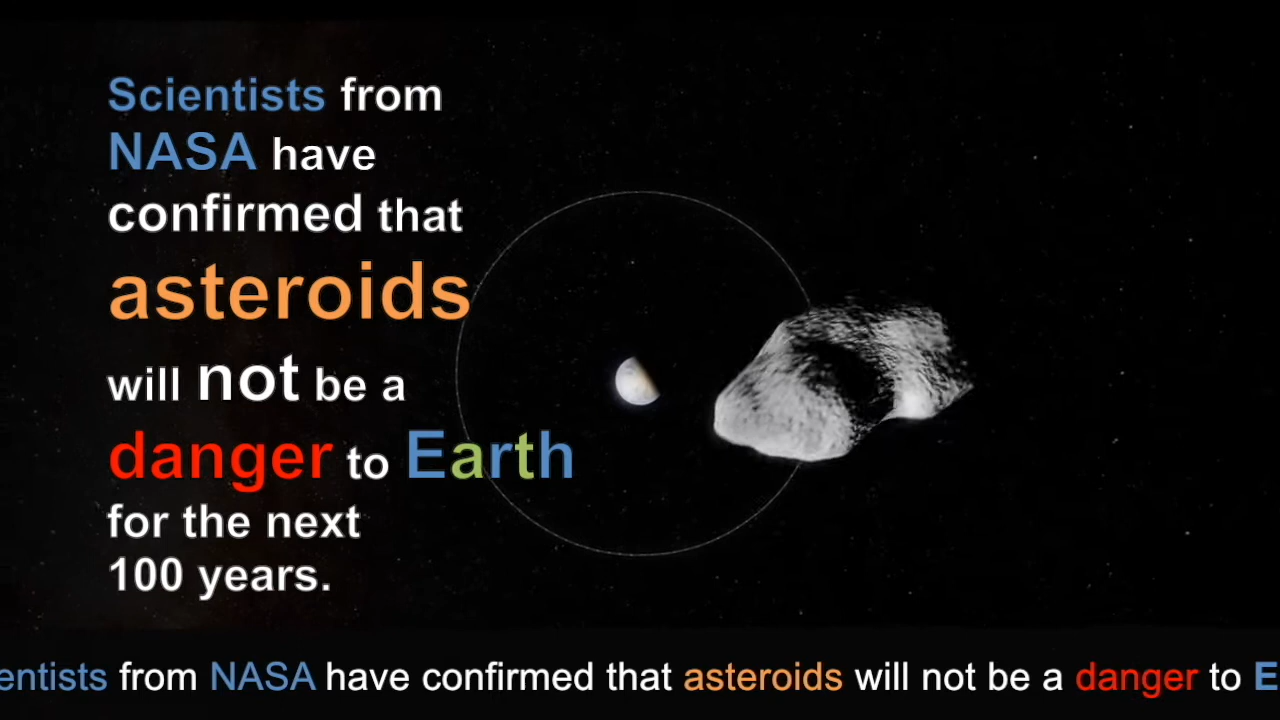 Scientists from
NASA have
confirmed that
asteroids
will not be a
danger to Earth
for the next
100 years.
entists from NASA have confirmed that asteroids will not be a danger to E